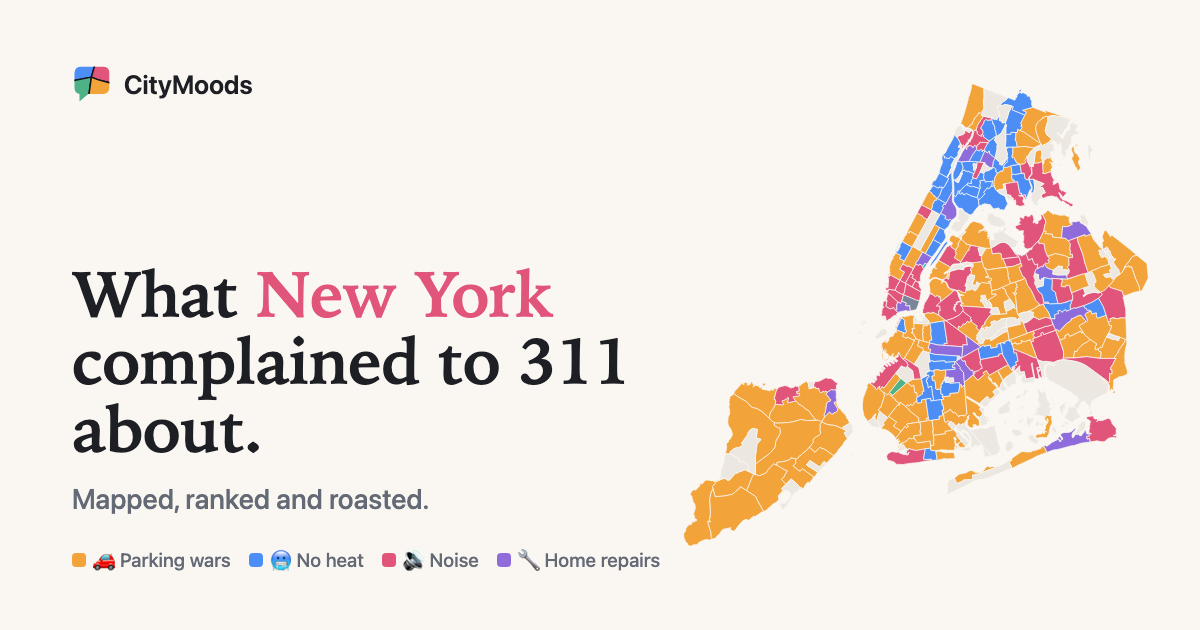 CityMoods
What New York
complained to 311
about.
Mapped, ranked and roasted.
🚗 Parking wars 🥶 No heat 🔊 Noise 🔧 Home repairs